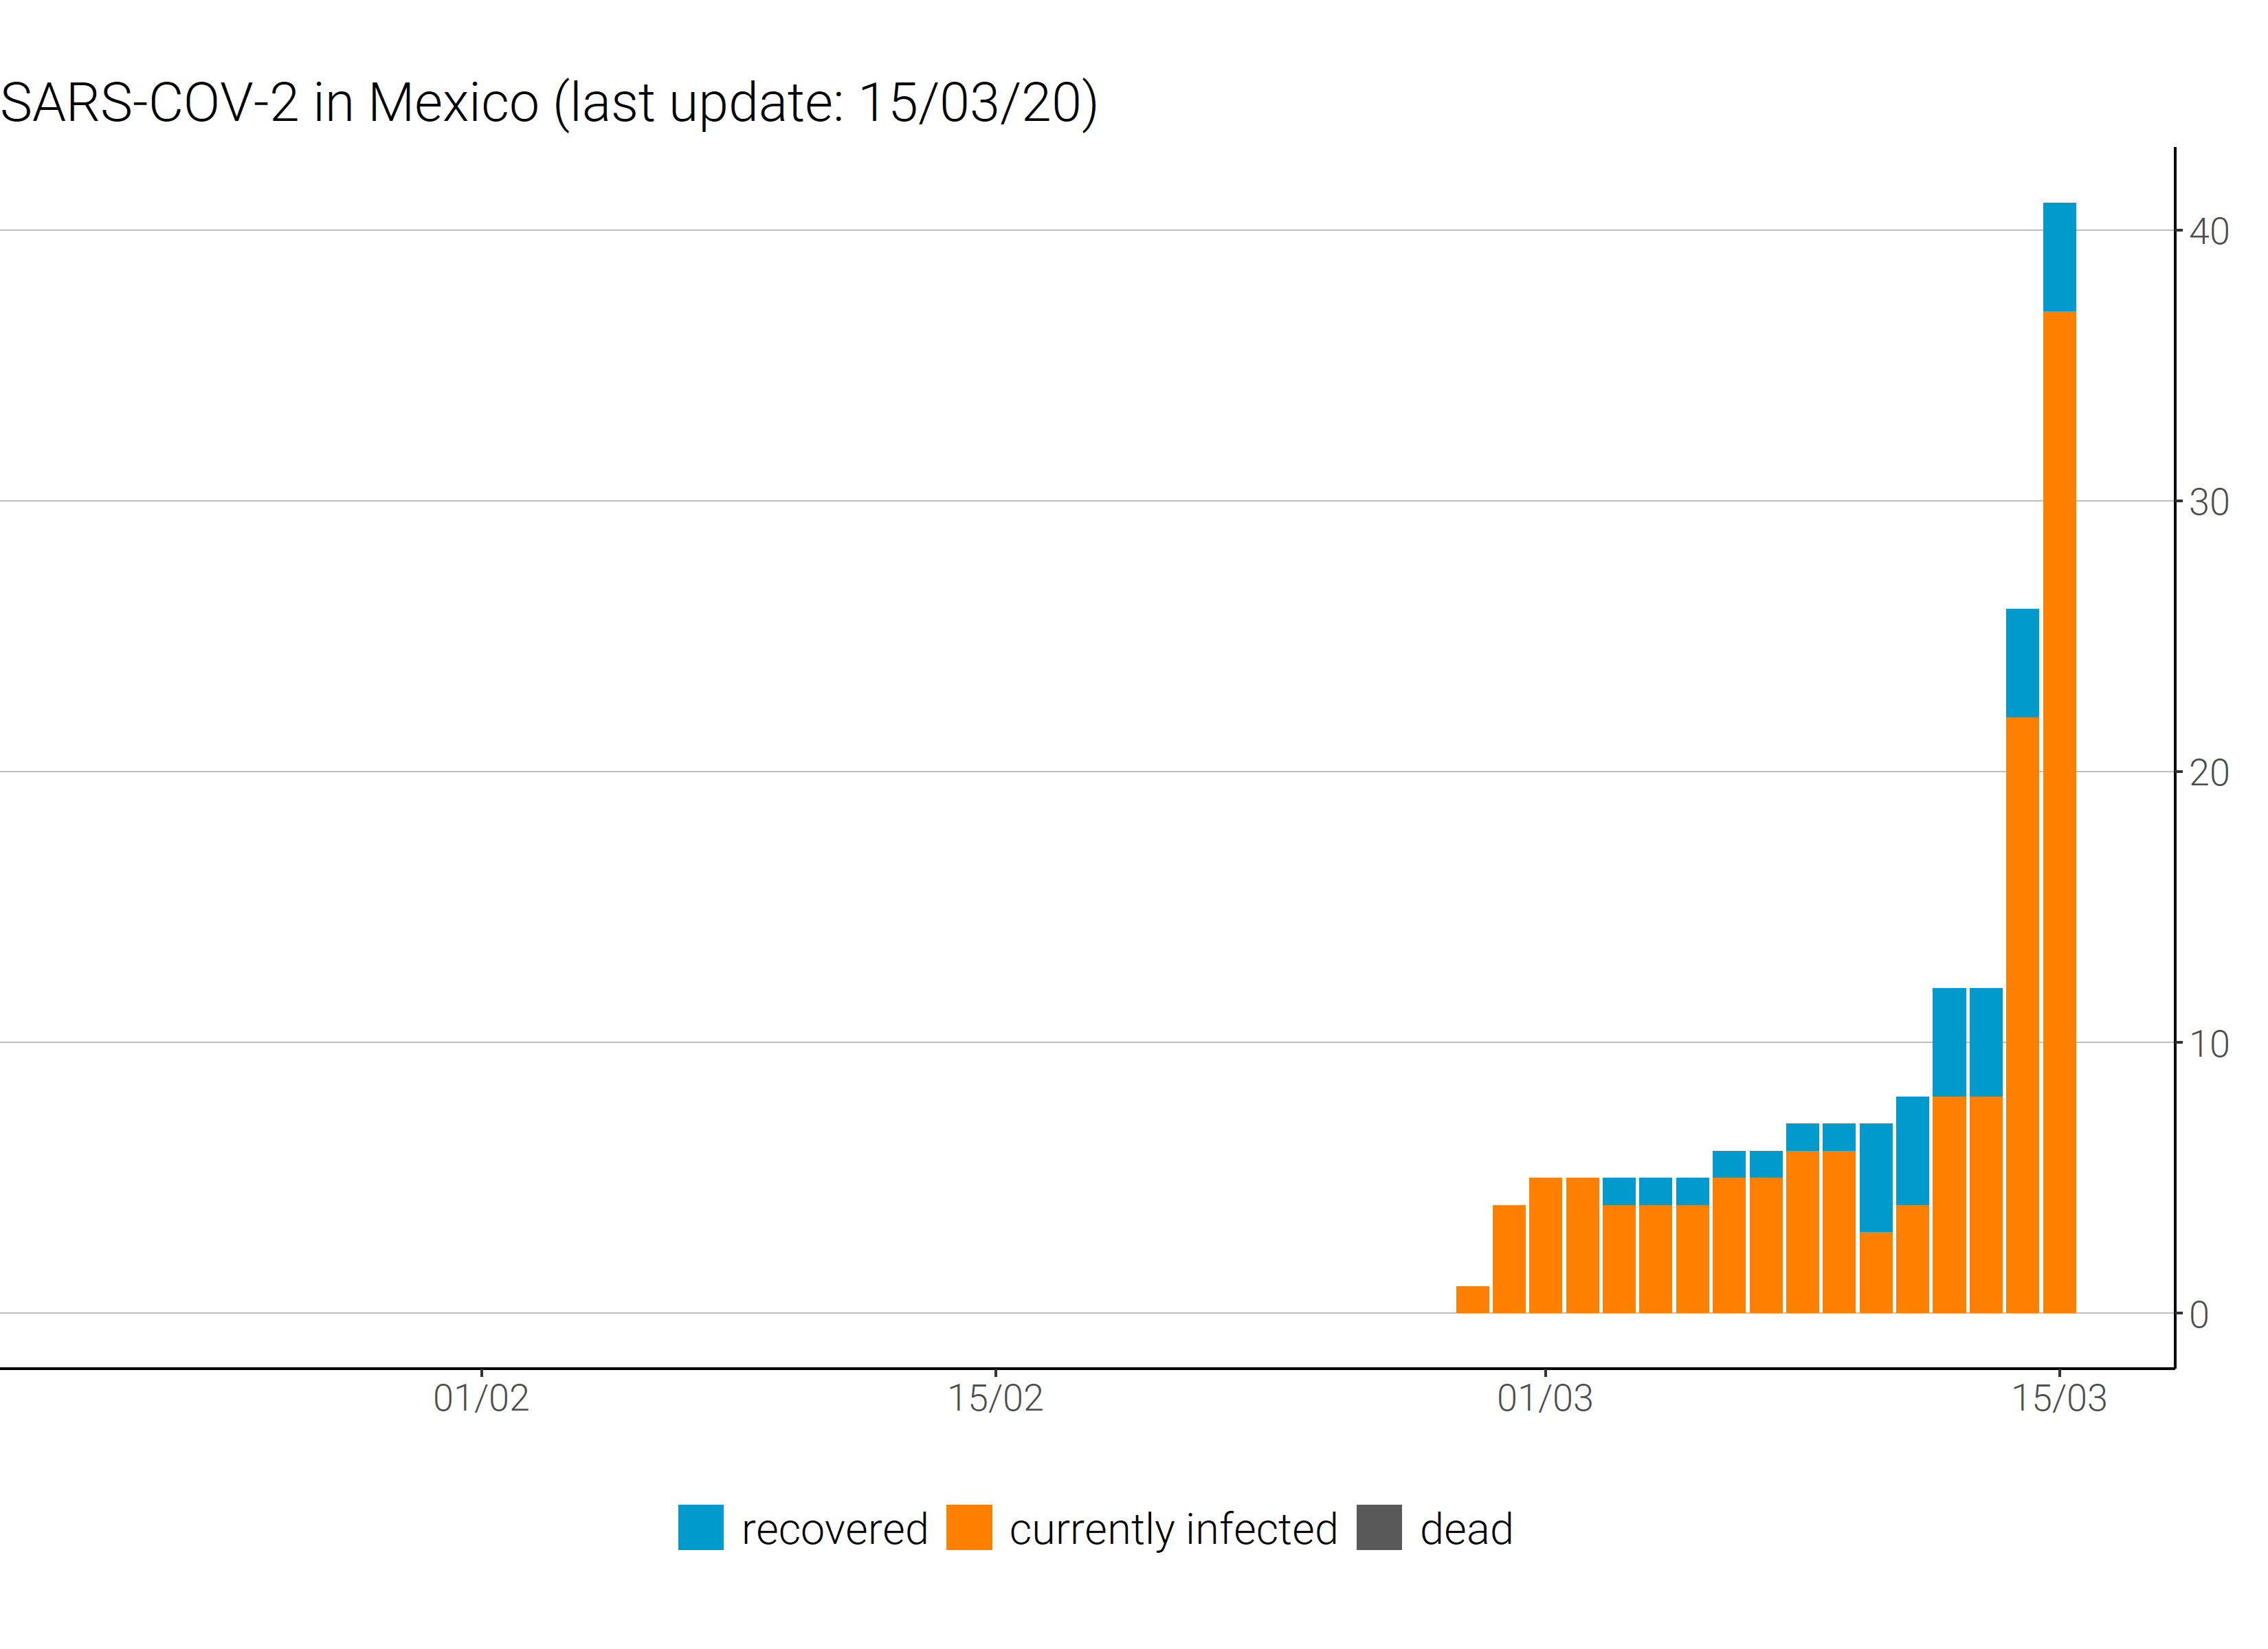 SARS-COV-2 in Mexico (last update: 15/03/20)
40
30
20
10
0
01/02 15/02 01/03 15/03
recovered currently infected dead